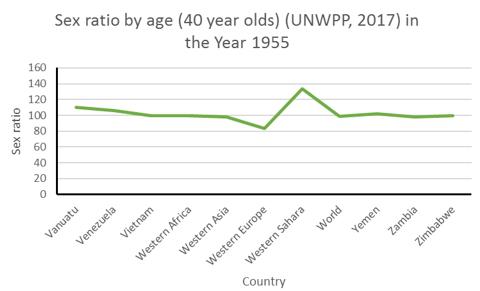 Sex ratio by age (40 year olds) (UNWPP, 2017) in
the Year 1955
160
140
120
100
80
60
40
20
0
Sex ratio
Vanuatu
Venezuela
Vietnam
Western Africa
Western Asia
Western Europe
Western Sahara
World
Yemen
Zambia
Zimbabwe
Country